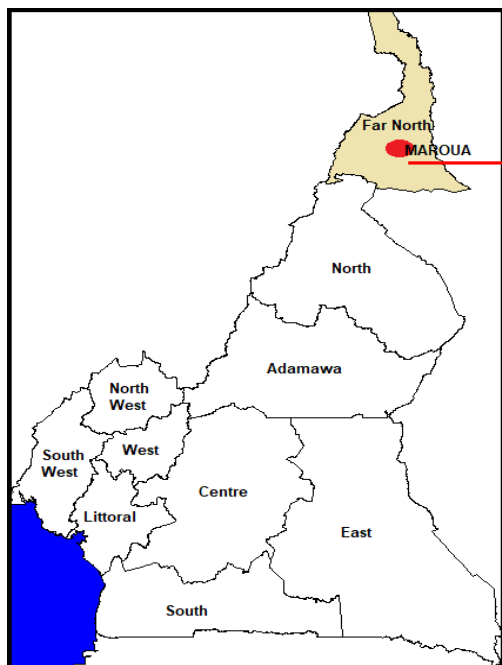 Far North
MAROUA
North
Adamawa
North
West
West
South
West
Centre
Littoral
East
South